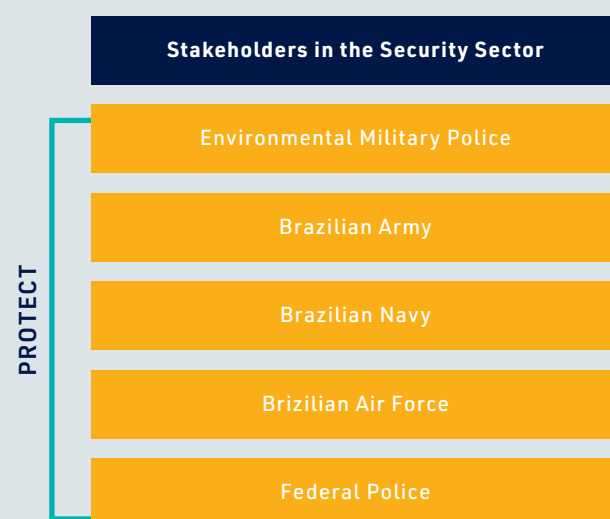 Stakeholders in the Security Sector
PROTECT
Environmental Military Police
Brazilian Army
Brazilian Navy
Brizilian Air Force
Federal Police